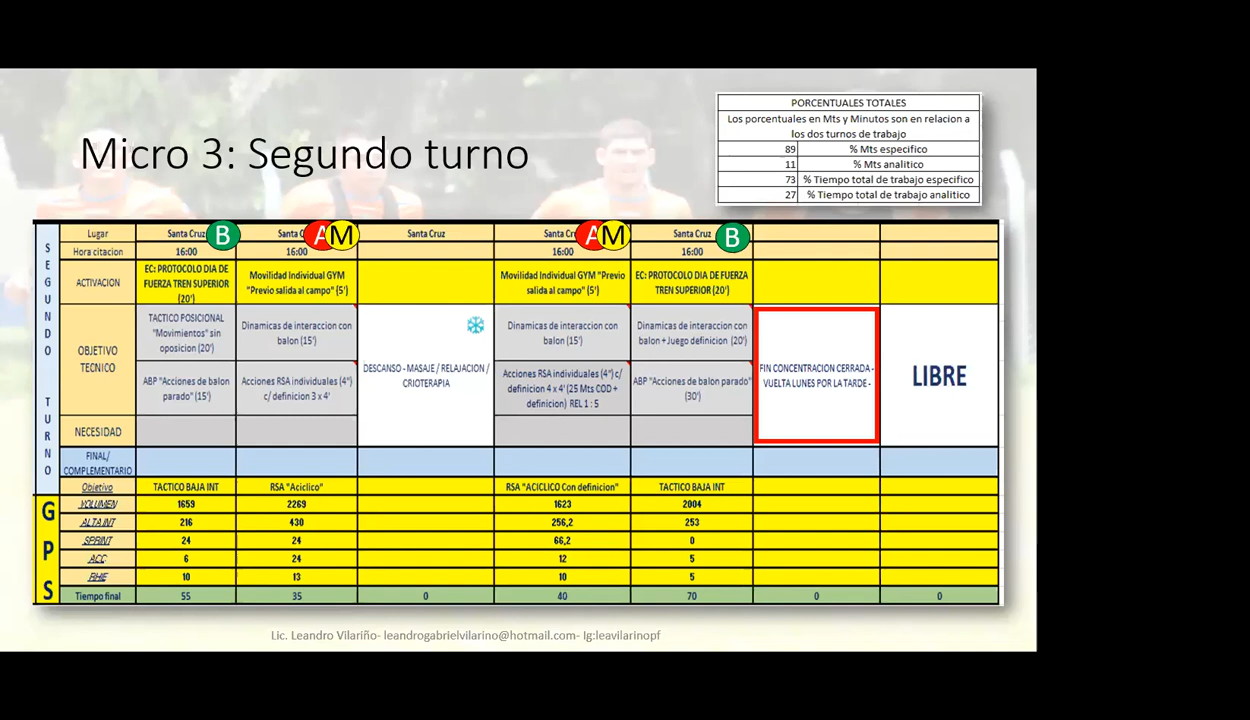 PORCENTUALES TOTALES
Los porcentuales en Mts y Minutos son en relacion a
los dos turnos de trabajo
89 % Mts especifico
11 % Mts analitico
73 % Tiempo total de trabajo especifico
27 % Tiempo total de trabajo analitico
Micro 3: Segundo turno
SEGUNDO TURNO
Lugar Santa Cruz B Santa C AM Santa Cruz Santa Cr AM Santa Cruz B
Hora citacion 16:00 16:00 16:00 16:00
ACTIVACION
EC: PROTOCOLO DIA DE
FUERZA TREN SUPERIOR
(20')
Movilidad Individual GYM
"Previo salida al campo" (5')
Movilidad Individual GYM "Previo
salida al campo" (5')
EC: PROTOCOLO DIA DE FUERZA
TREN SUPERIOR (20')
OBJETIVO
TECNICO
TACTICO POSICIONAL
"Movimientos" sin
oposicion (20')
Dinamicas de interaccion con
balon (15')
DESCANSO - MASAJE / RELAJACION /
CRIOTERAPIA
Dinamicas de interaccion con
balon (15')
Dinamicas de interaccion con
balon + Juego definicion (20')
FIN CONCENTRACION CERRADA -
VUELTA LUNES POR LA TARDE -
LIBRE
ABP "Acciones de balon
parado" (15')
Acciones RSA individuales (4")
c/ definicion 3 x 4'
Acciones RSA individuales (4") c/
definicion 4 x 4' (25 Mts COD +
definicion) REL 1 : 5
ABP "Acciones de balon parado"
(30')
NECESIDAD
FINAL/
COMPLEMENTARIO
Objetivo TACTICO BAJA INT RSA "Aciclico" RSA "ACICLICO Con definicion" TACTICO BAJA INT
GPS
VOLUMEN 1659 2269 1623 2004
ALTA INT 216 430 256,2 253
SPRINT 24 24 66,2 0
ACC 6 24 12 5
RHIE 10 13 10 5
Tiempo final 55 35 0 40 70 0 0
Lic. Leandro Vilariño- leandrogabrielvilarino@hotmail.com- Ig:leavilarinopf